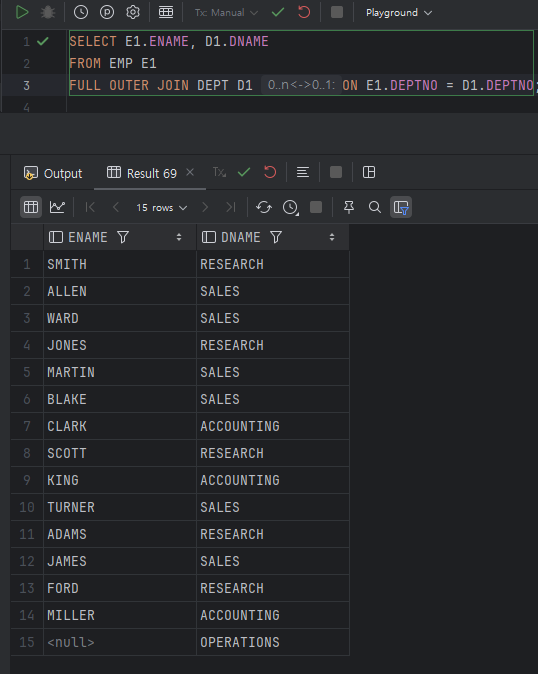 Tx: Manual Playground
1 SELECT E1.ENAME, D1.DNAME
2 FROM EMP E1
3 FULL OUTER JOIN DEPT D1 0..n<->0..1: ON E1.DEPTNO = D1.DEPTNO;
4
Output Result 69 × Tx
15 rows
ENAME DNAME
1 SMITH RESEARCH
2 ALLEN SALES
3 WARD SALES
4 JONES RESEARCH
5 MARTIN SALES
6 BLAKE SALES
7 CLARK ACCOUNTING
8 SCOTT RESEARCH
9 KING ACCOUNTING
10 TURNER SALES
11 ADAMS RESEARCH
12 JAMES SALES
13 FORD RESEARCH
14 MILLER ACCOUNTING
15 <null> OPERATIONS